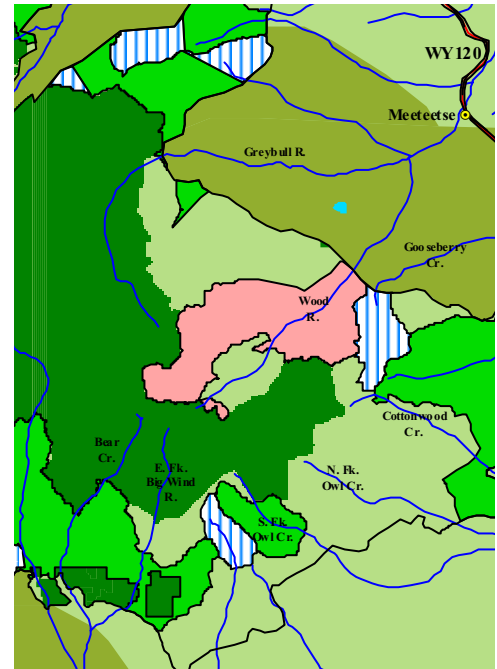 WY120
Meeteetse
Greybull R.
Gooseberry
Cr.
Wood
R.
Cottonwood
Cr.
Bear
Cr.
E. Fk.
Big Wind
R.
N. Fk.
Owl Cr.
S. Fk.
Owl Cr.